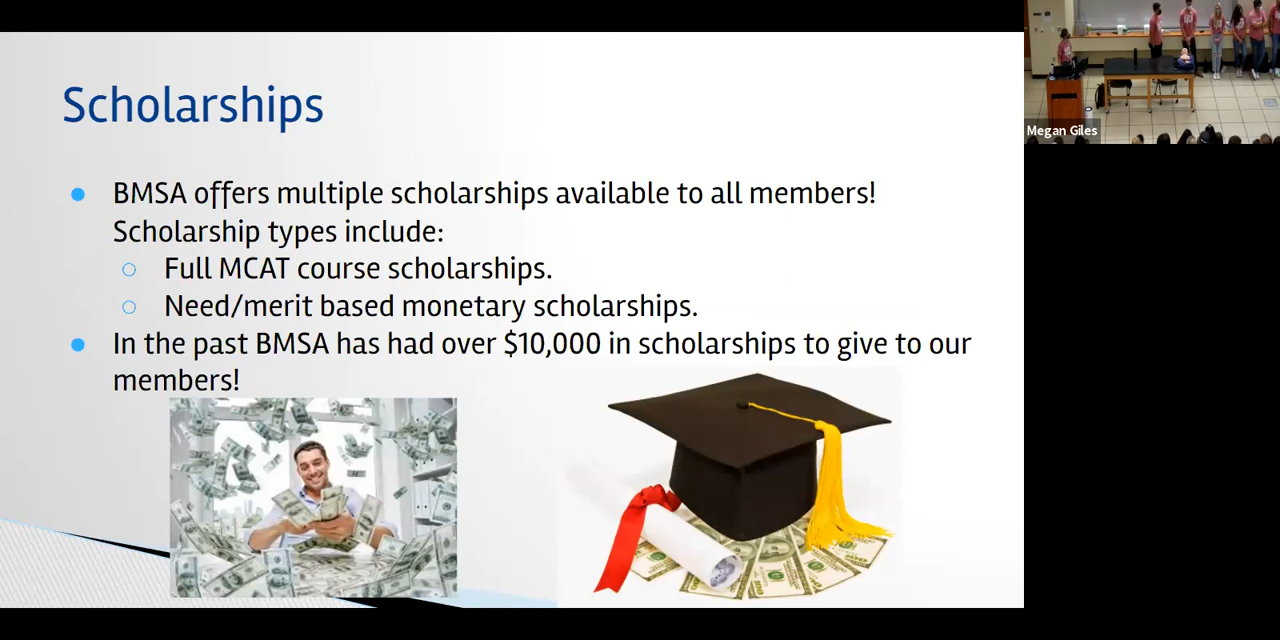 Scholarships
BMSA offers multiple scholarships available to all members!
Scholarship types include:
Full MCAT course scholarships.
Need/merit based monetary scholarships.
In the past BMSA has had over $10,000 in scholarships to give to our
members!
Megan Giles